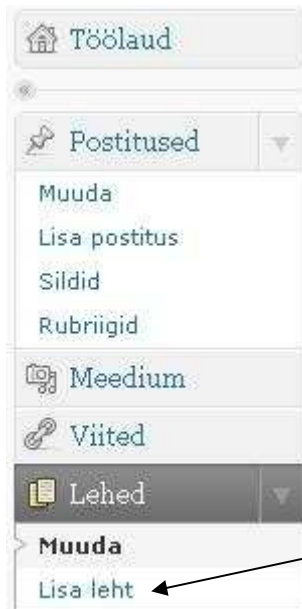 Töölaud
Postitused
Muuda
Lisa postitus
Sildid
Rubriigid
Meedium
Viited
Lehed
Muuda
Lisa leht